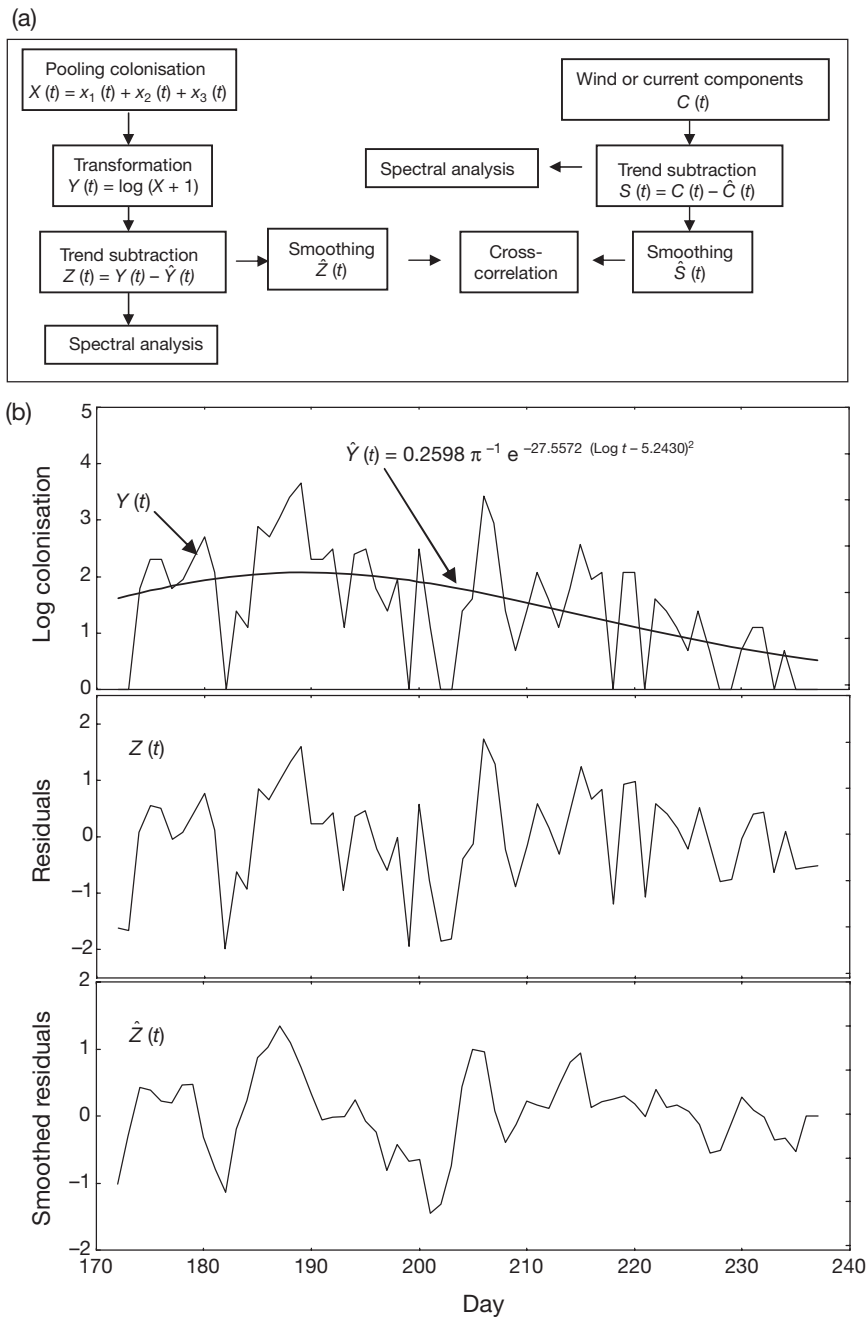 (a)
Pooling colonisation
X (t) = x₁ (t) + x₂ (t) + x₃ (t)
Transformation
Y (t) = log (X + 1)
Trend subtraction
Z (t) = Y (t) – Ŷ (t)
Spectral analysis
Smoothing
Ẑ (t)
Cross-
correlation
Wind or current components
C (t)
Trend subtraction
S (t) = C (t) – Ĉ (t)
Spectral analysis
Smoothing
Ŝ (t)
(b)
5
4
3
2
1
0
Log colonisation
Y (t)
Ŷ (t) = 0.2598 π⁻¹ e^–27.5572 (Log t – 5.2430)²
2
1
0
–1
–2
Residuals
Z (t)
2
1
0
–1
–2
Smoothed residuals
Ẑ (t)
170 180 190 200 210 220 230 240
Day